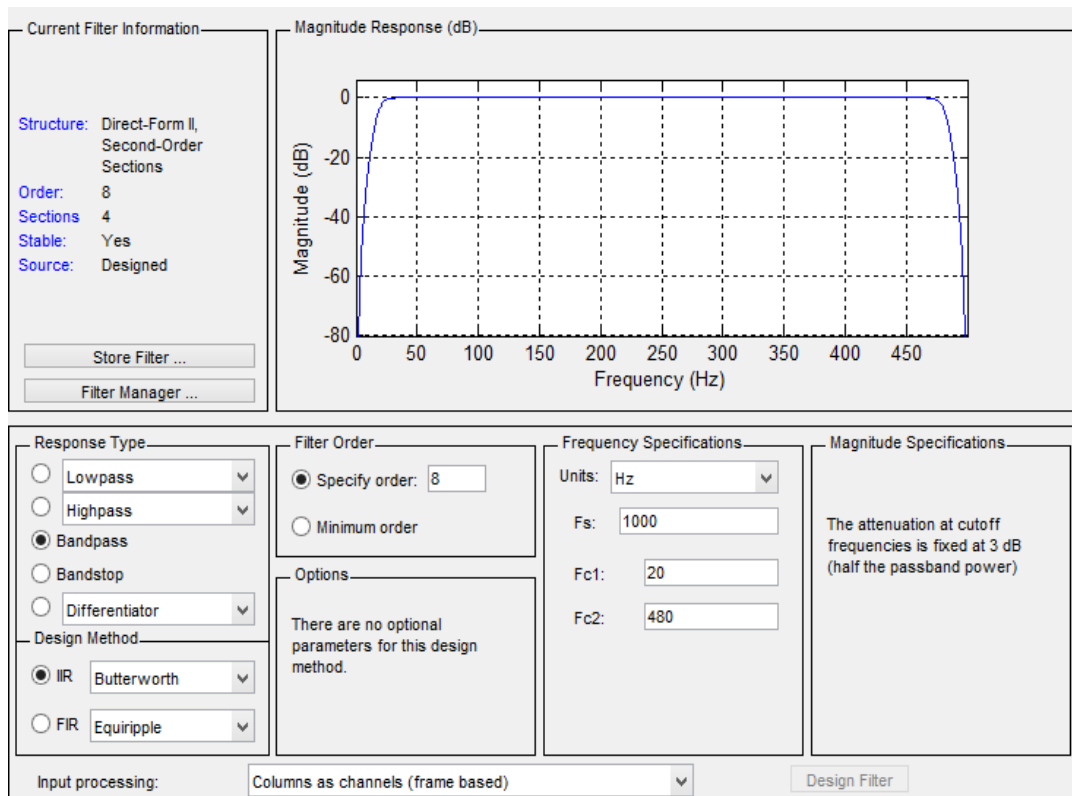 Current Filter Information
Structure: Direct-Form II,
Second-Order
Sections
Order: 8
Sections 4
Stable: Yes
Source: Designed
Store Filter ...
Filter Manager ...
Magnitude Response (dB)
Magnitude (dB)
0
-20
-40
-60
-80
0 50 100 150 200 250 300 350 400 450
Frequency (Hz)
Response Type
Lowpass
Highpass
Bandpass
Bandstop
Differentiator
Design Method
IIR Butterworth
FIR Equiripple
Filter Order
Specify order: 8
Minimum order
Options
There are no optional
parameters for this design
method.
Frequency Specifications
Units: Hz
Fs: 1000
Fc1: 20
Fc2: 480
Magnitude Specifications
The attenuation at cutoff
frequencies is fixed at 3 dB
(half the passband power)
Input processing: Columns as channels (frame based)
Design Filter